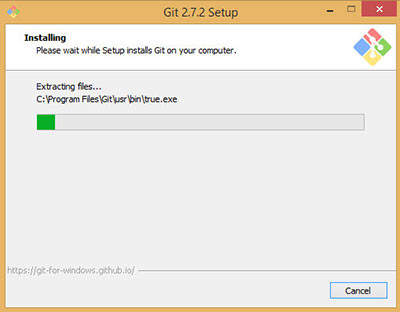 Git 2.7.2 Setup
Installing
Please wait while Setup installs Git on your computer.
Extracting files...
C:\Program Files\Git\usr\bin\true.exe
https://git-for-windows.github.io/
Cancel